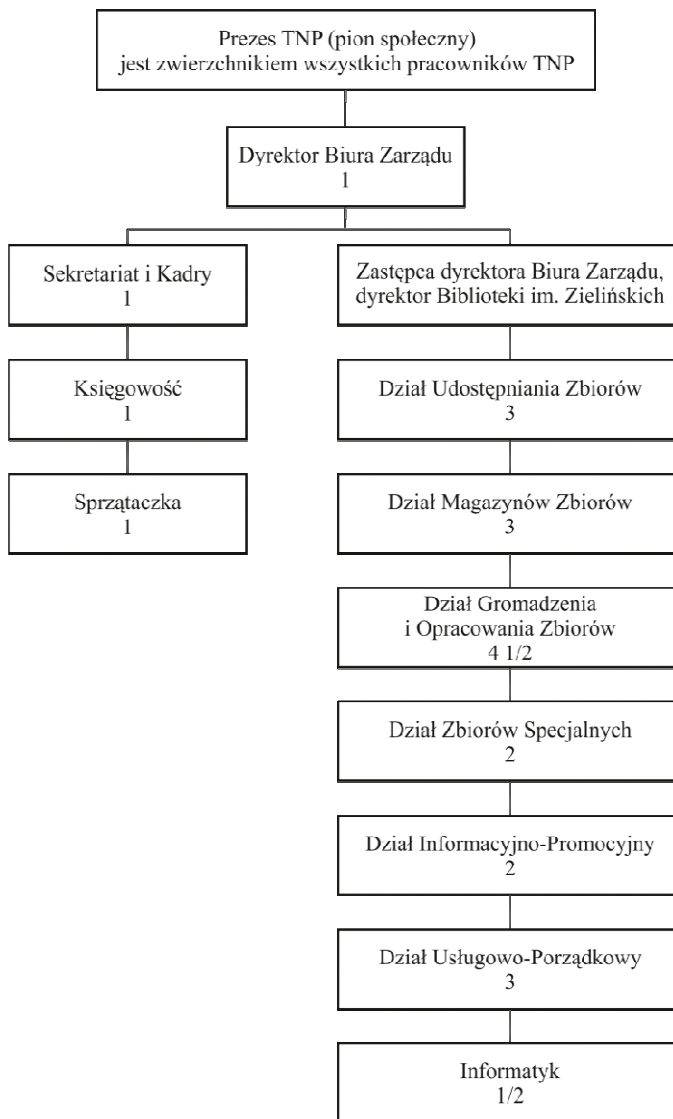 Prezes TNP (pion społeczny)
jest zwierzchnikiem wszystkich pracowników TNP
Dyrektor Biura Zarządu
1
Sekretariat i Kadry
1
Księgowość
1
Sprzątaczka
1
Zastępca dyrektora Biura Zarządu,
dyrektor Biblioteki im. Zielińskich
Dział Udostępniania Zbiorów
3
Dział Magazynów Zbiorów
3
Dział Gromadzenia
i Opracowania Zbiorów
4 1/2
Dział Zbiorów Specjalnych
2
Dział Informacyjno-Promocyjny
2
Dział Usługowo-Porządkowy
3
Informatyk
1/2